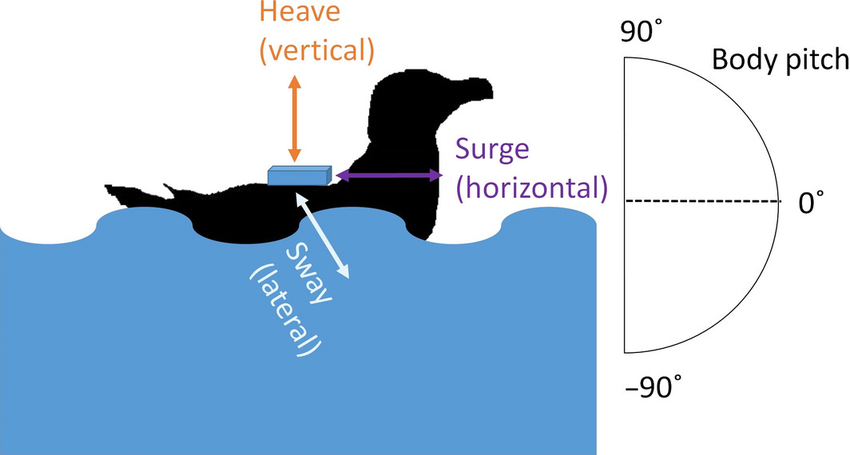 Heave
(vertical)
Surge
(horizontal)
Sway
(lateral)
90˚
Body pitch
0˚
–90˚